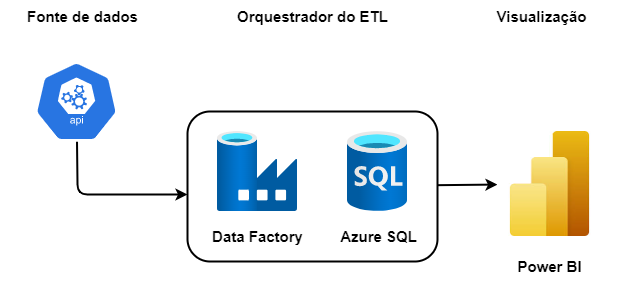 Fonte de dados
Orquestrador do ETL
Visualização
api
SQL
Data Factory
Azure SQL
Power BI